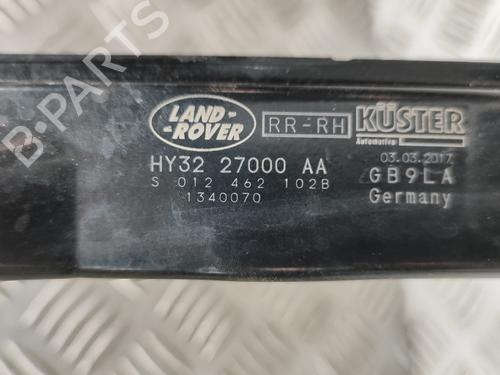 LAND-
-ROVER
RR-RH
KÜSTER
Automotive
03.03.2017
HY32 27000 AA
GB9LA
S 012 462 102B
Germany
1340070
B-PARTS